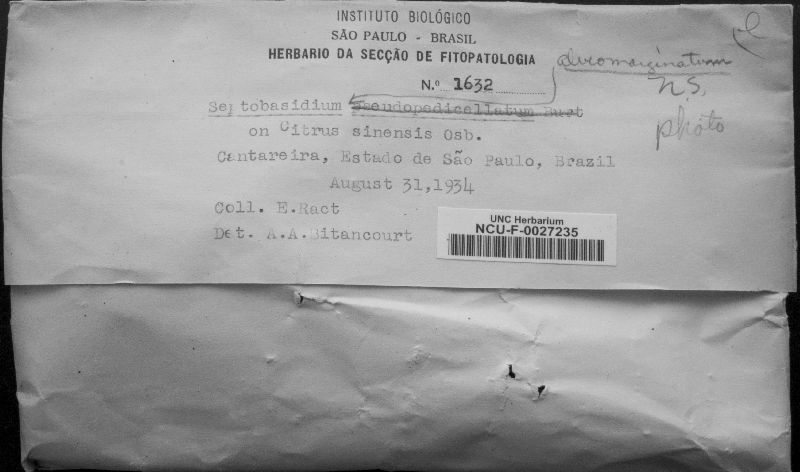 INSTITUTO BIOLÓGICO
SÃO PAULO - BRASIL
HERBARIO DA SECÇÃO DE FITOPATOLOGIA
N.º 1632
Septobasidium pseudopedicellatum Burt
n.s.
photo
on Citrus sinensis Osb.
Cantareira, Estado de São Paulo, Brazil
August 31,1934
Coll. E.Ract
Det. A.A.Bitancourt
UNC Herbarium
NCU-F-0027235